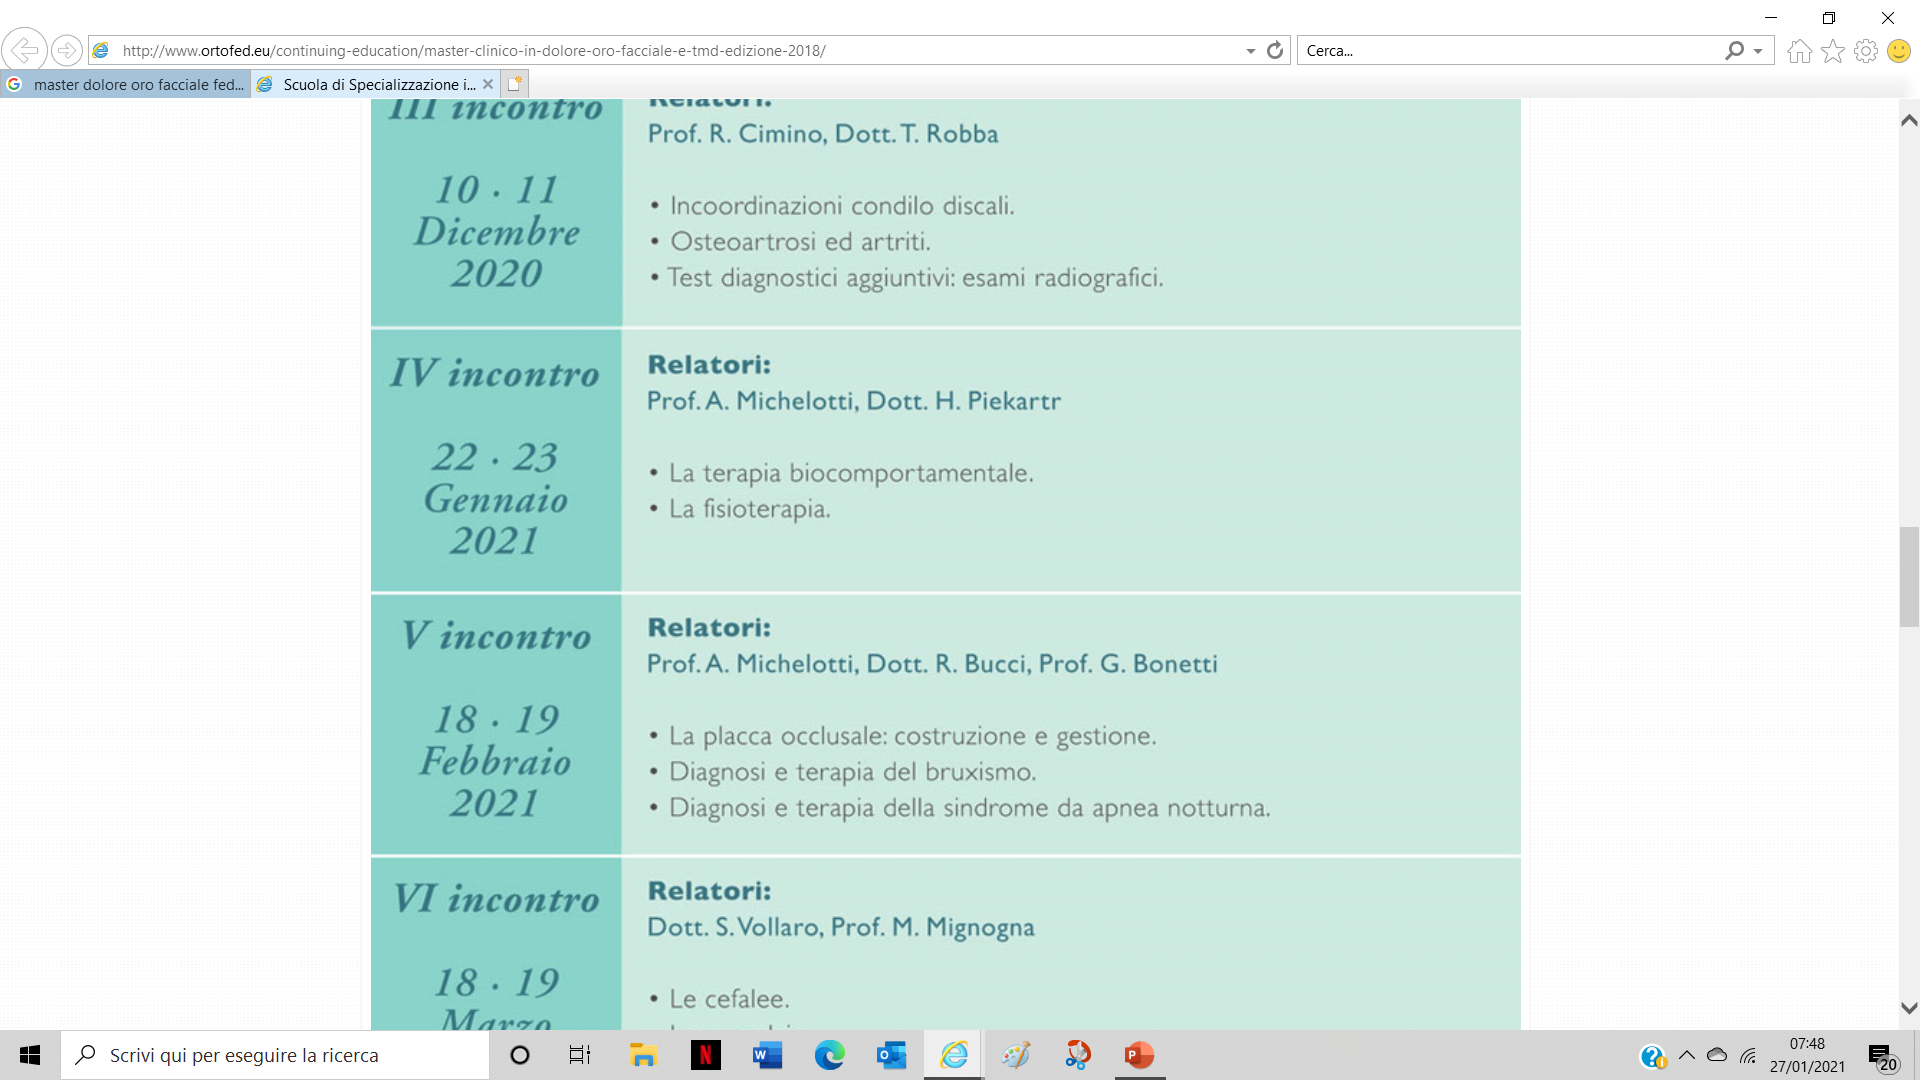 http://www.ortofed.eu/continuing-education/master-clinico-in-dolore-oro-facciale-e-tmd-edizione-2018/
Cerca...
master dolore oro facciale fed...
Scuola di Specializzazione i...
III incontro
10 · 11
Dicembre
2020
Relatori:
Prof. R. Cimino, Dott. T. Robba
• Incoordinazioni condilo discali.
• Osteoartrosi ed artriti.
• Test diagnostici aggiuntivi: esami radiografici.
IV incontro
22 · 23
Gennaio
2021
Relatori:
Prof. A. Michelotti, Dott. H. Piekartr
• La terapia biocomportamentale.
• La fisioterapia.
V incontro
18 · 19
Febbraio
2021
Relatori:
Prof. A. Michelotti, Dott. R. Bucci, Prof. G. Bonetti
• La placca occlusale: costruzione e gestione.
• Diagnosi e terapia del bruxismo.
• Diagnosi e terapia della sindrome da apnea notturna.
VI incontro
18 · 19
Marzo
Relatori:
Dott. S. Vollaro, Prof. M. Mignogna
• Le cefalee.
Scrivi qui per eseguire la ricerca
07:48
27/01/2021
20